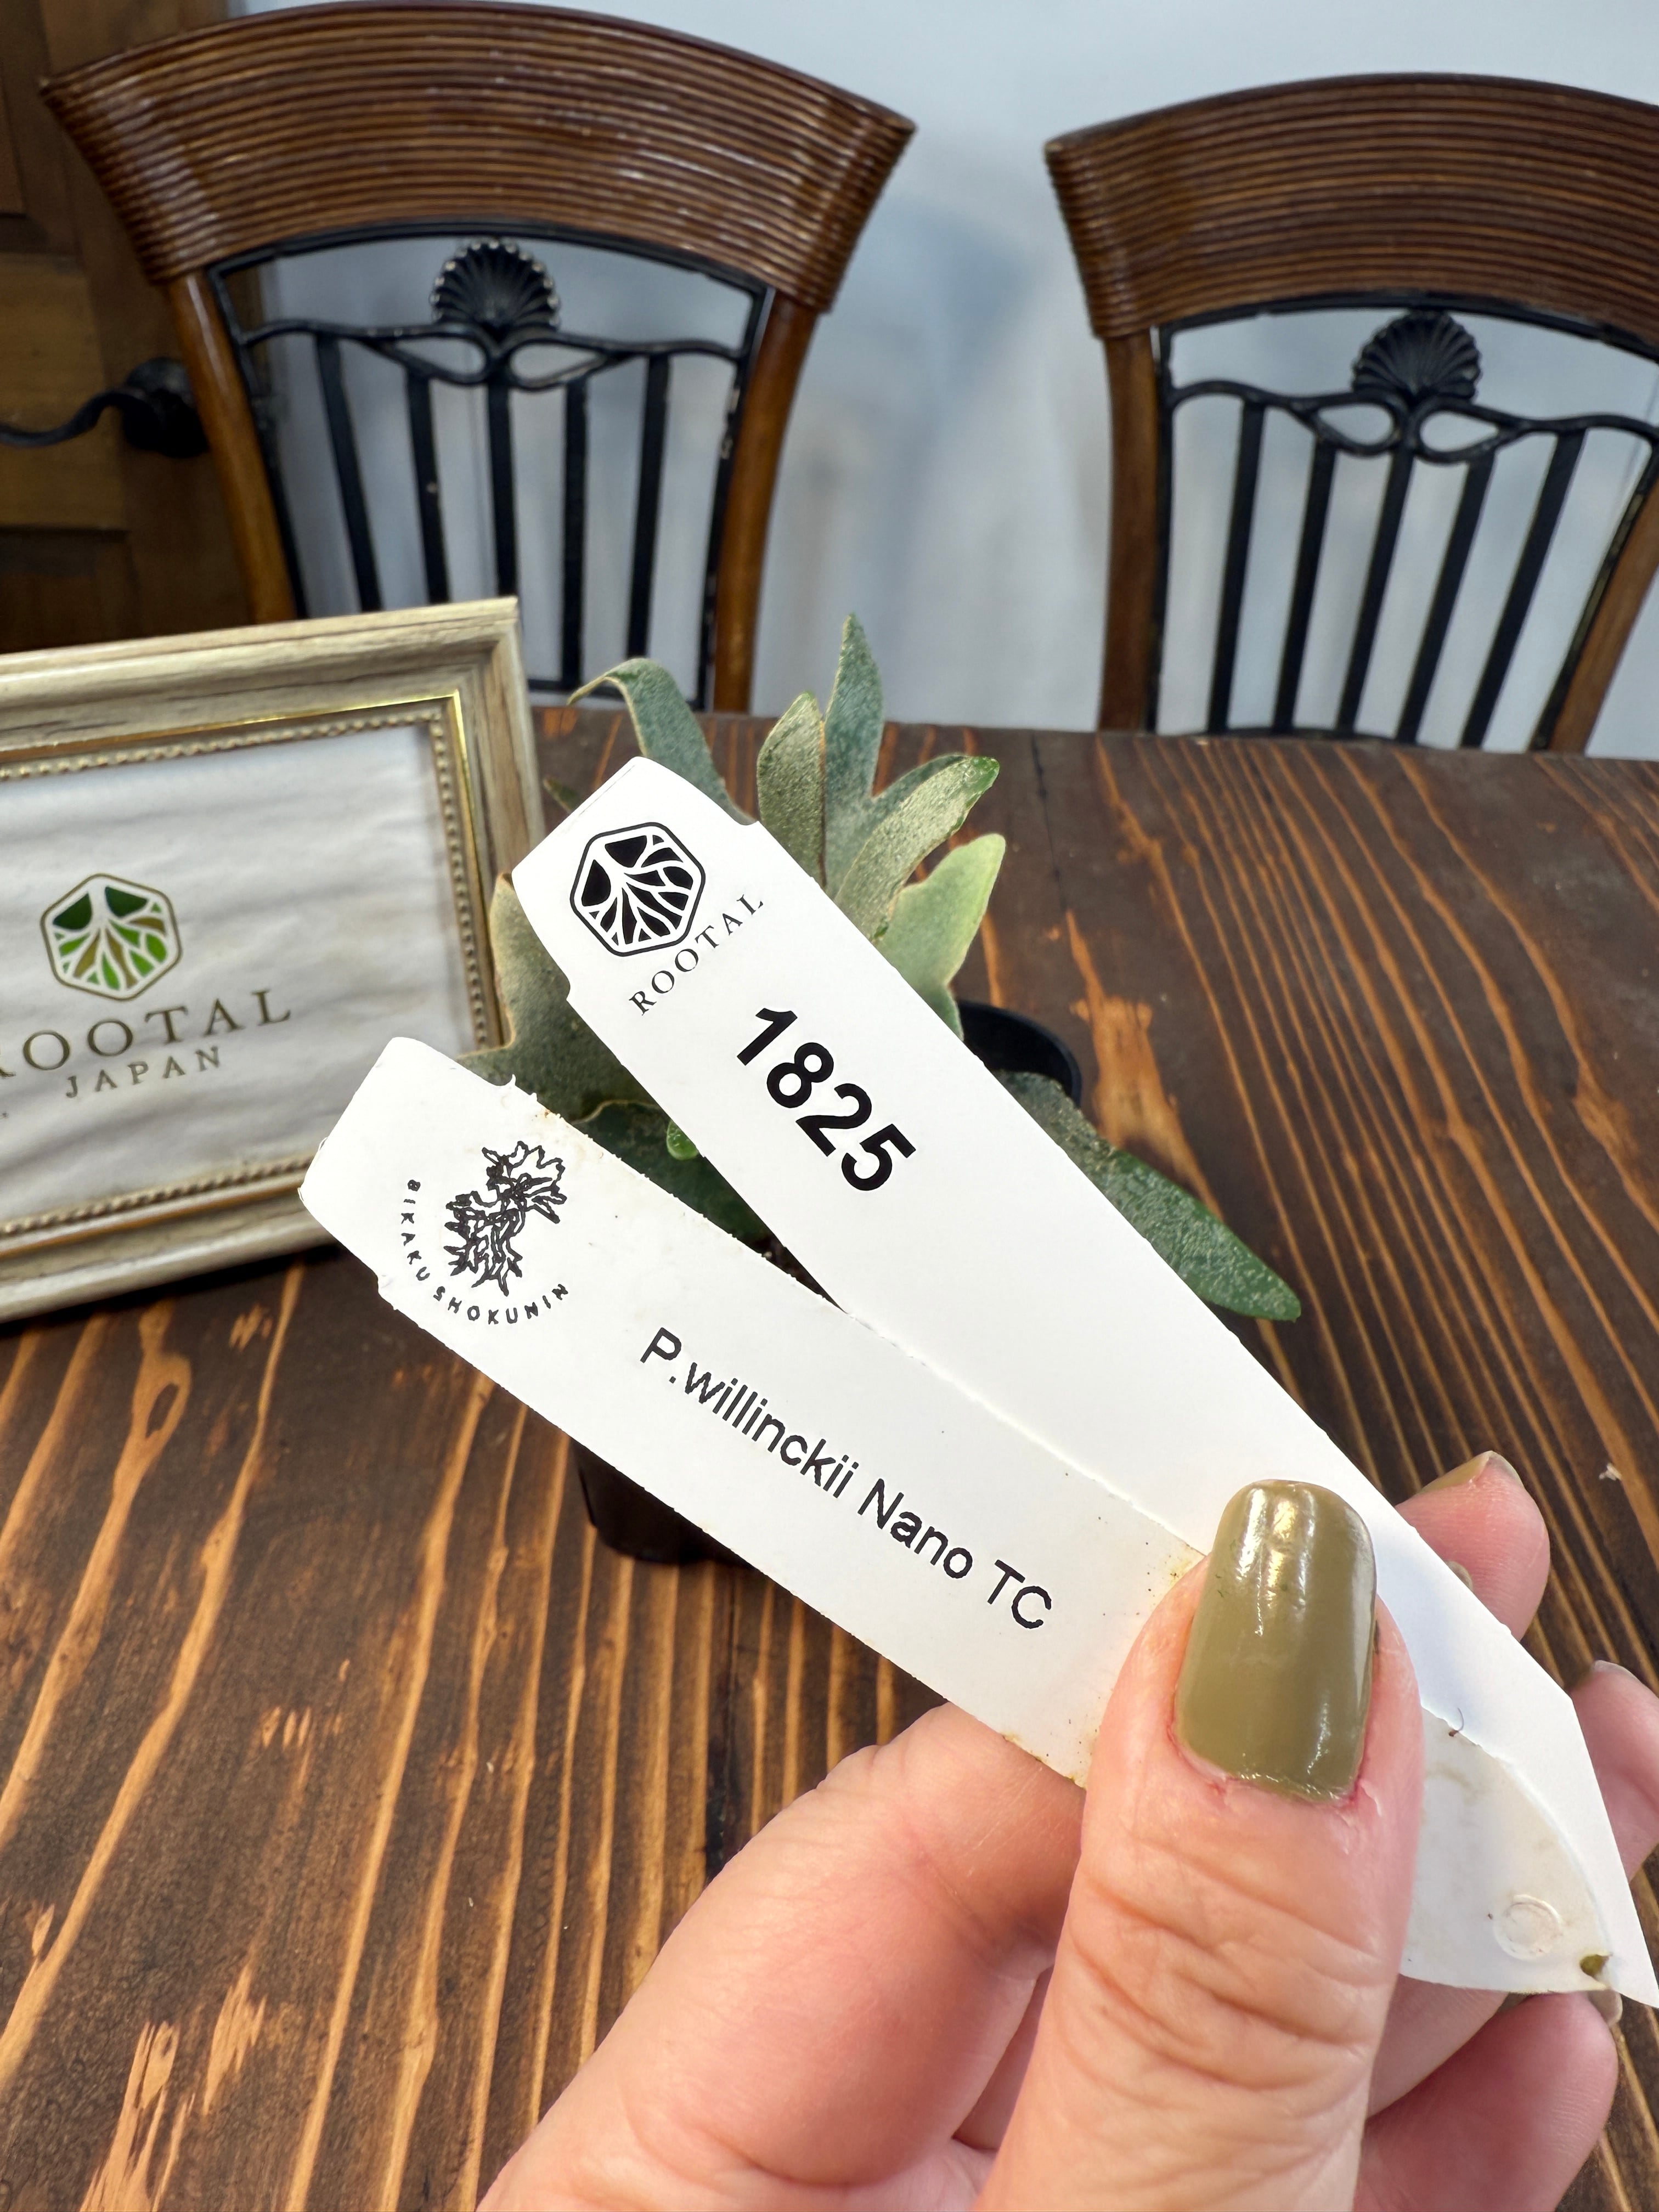 ROOTAL
1825
BIKAKU SHOKUNIN
P.willinckii Nano TC
ROOTAL
JAPAN